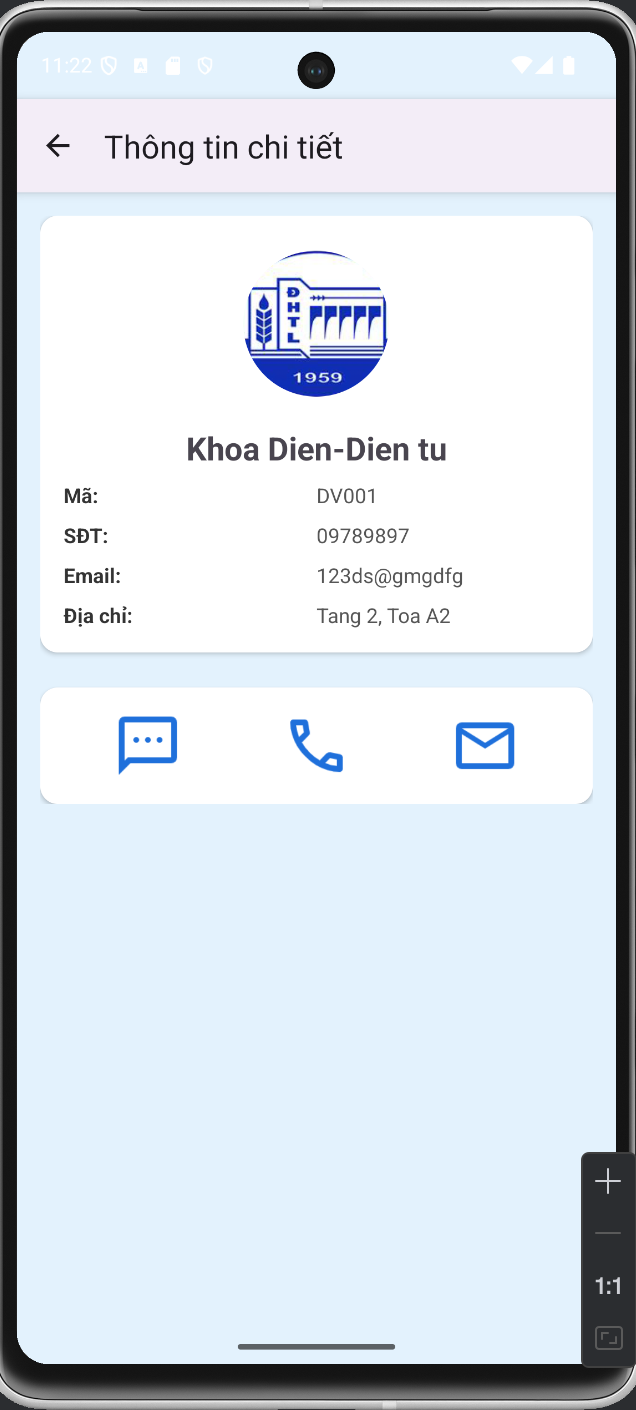 11:22
Thông tin chi tiết
ĐHTL
1959
Khoa Dien-Dien tu
Mã: DV001
SĐT: 09789897
Email: 123ds@gmgdfg
Địa chỉ: Tang 2, Toa A2
1:1